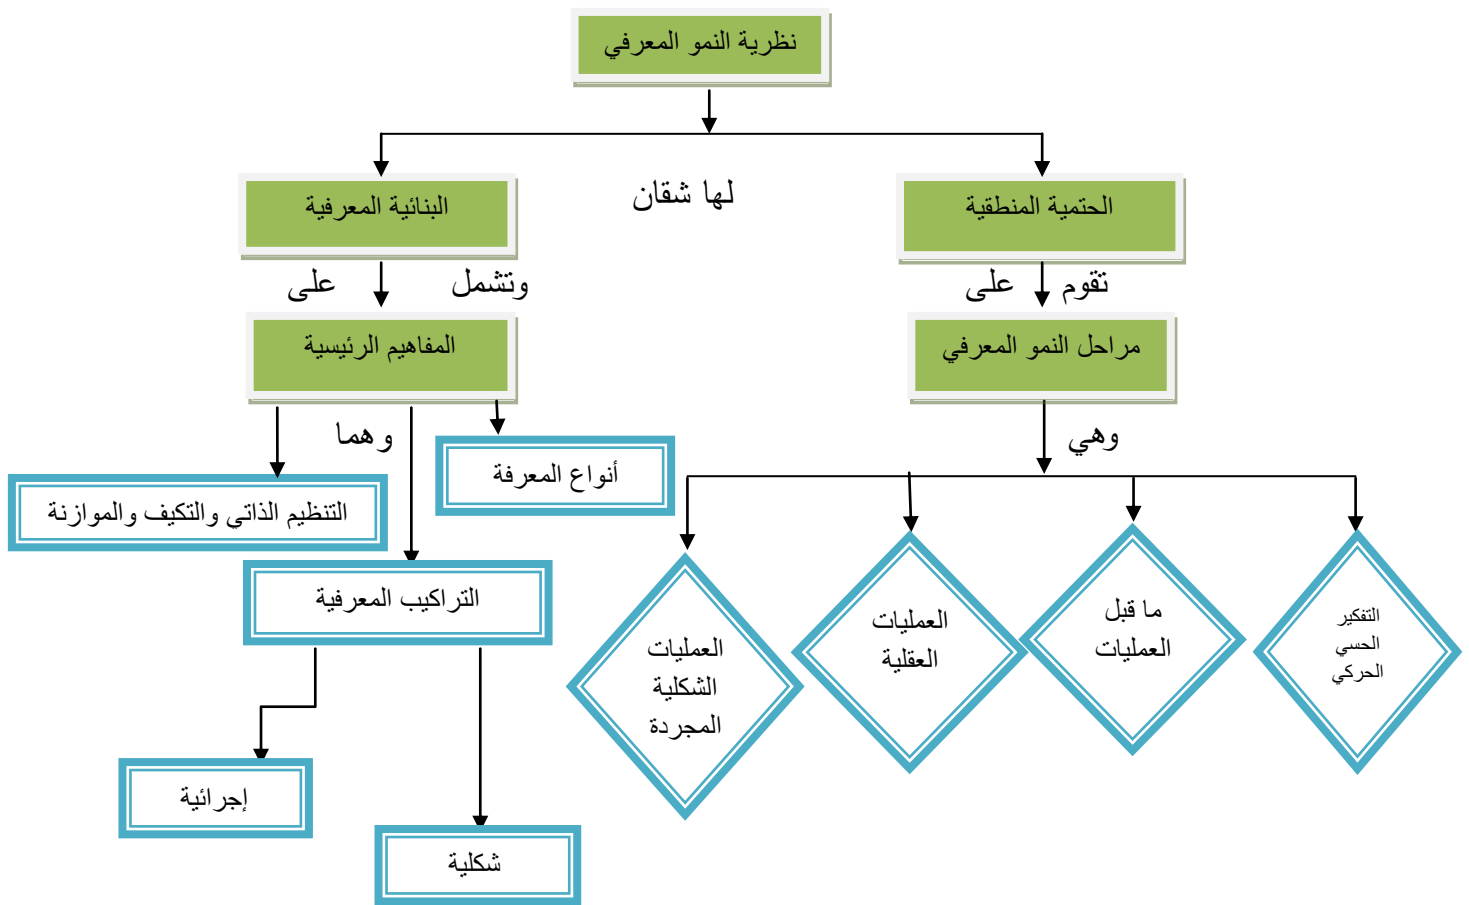 نظرية النمو المعرفي
لها شقان
الحتمية المنطقية
البنائية المعرفية
تقوم
على
وتشمل
على
مراحل النمو المعرفي
المفاهيم الرئيسية
وهي
وهما
أنواع المعرفة
التنظيم الذاتي والتكيف والموازنة
التراكيب المعرفية
التفكير
الحسي
الحركي
ما قبل
العمليات
العمليات
العقلية
العمليات
الشكلية
المجردة
إجرائية
شكلية